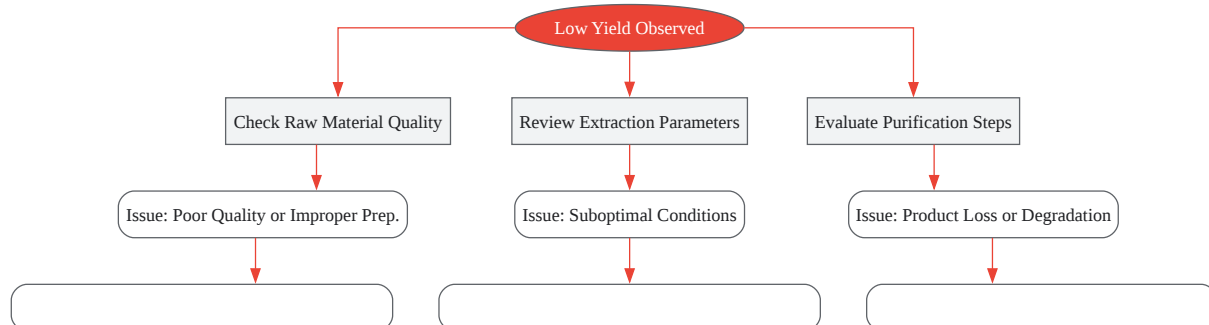 Low Yield Observed
Check Raw Material Quality
Review Extraction Parameters
Evaluate Purification Steps
Issue: Poor Quality or Improper Prep.
Issue: Suboptimal Conditions
Issue: Product Loss or Degradation